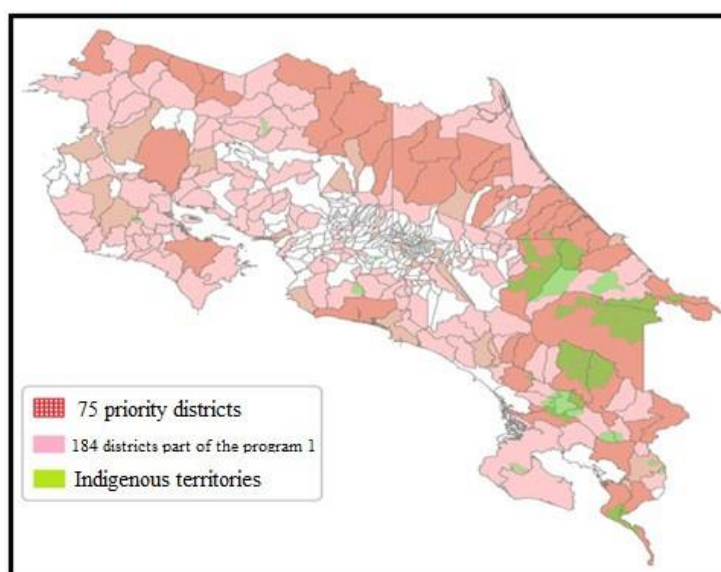 75 priority districts
184 districts part of the program 1
Indigenous territories